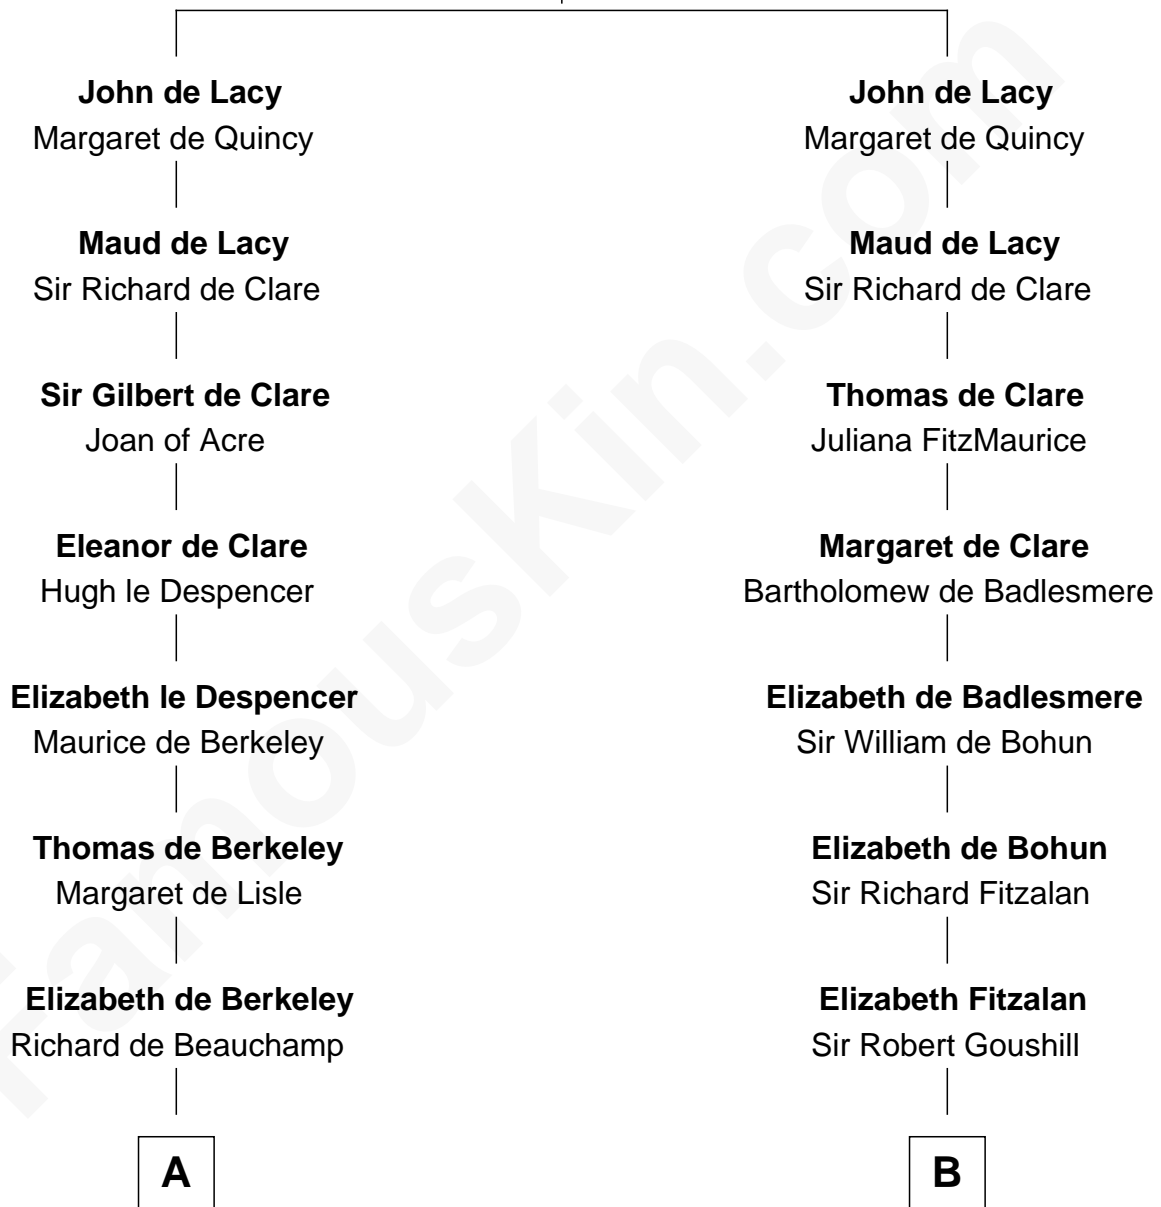 John de Lacy
Margaret de Quincy
Maud de Lacy
Sir Richard de Clare
Sir Gilbert de Clare
Joan of Acre
Eleanor de Clare
Hugh le Despencer
Elizabeth le Despencer
Maurice de Berkeley
Thomas de Berkeley
Margaret de Lisle
Elizabeth de Berkeley
Richard de Beauchamp
A
John de Lacy
Margaret de Quincy
Maud de Lacy
Sir Richard de Clare
Thomas de Clare
Juliana FitzMaurice
Margaret de Clare
Bartholomew de Badlesmere
Elizabeth de Badlesmere
Sir William de Bohun
Elizabeth de Bohun
Sir Richard Fitzalan
Elizabeth Fitzalan
Sir Robert Goushill
B
FamousKin.com